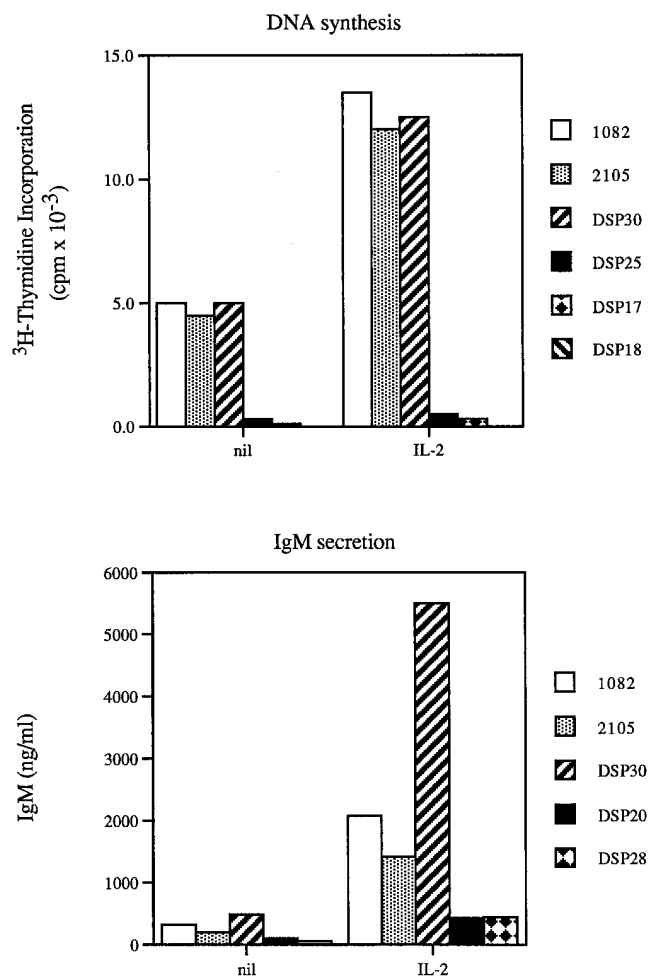 DNA synthesis
15.0
10.0
5.0
0.0
³H-Thymidine Incorporation
(cpm x 10⁻³)
nil
IL-2
1082
2105
DSP30
DSP25
DSP17
DSP18
IgM secretion
6000
5000
4000
3000
2000
1000
0
IgM (ng/ml)
nil
IL-2
1082
2105
DSP30
DSP20
DSP28